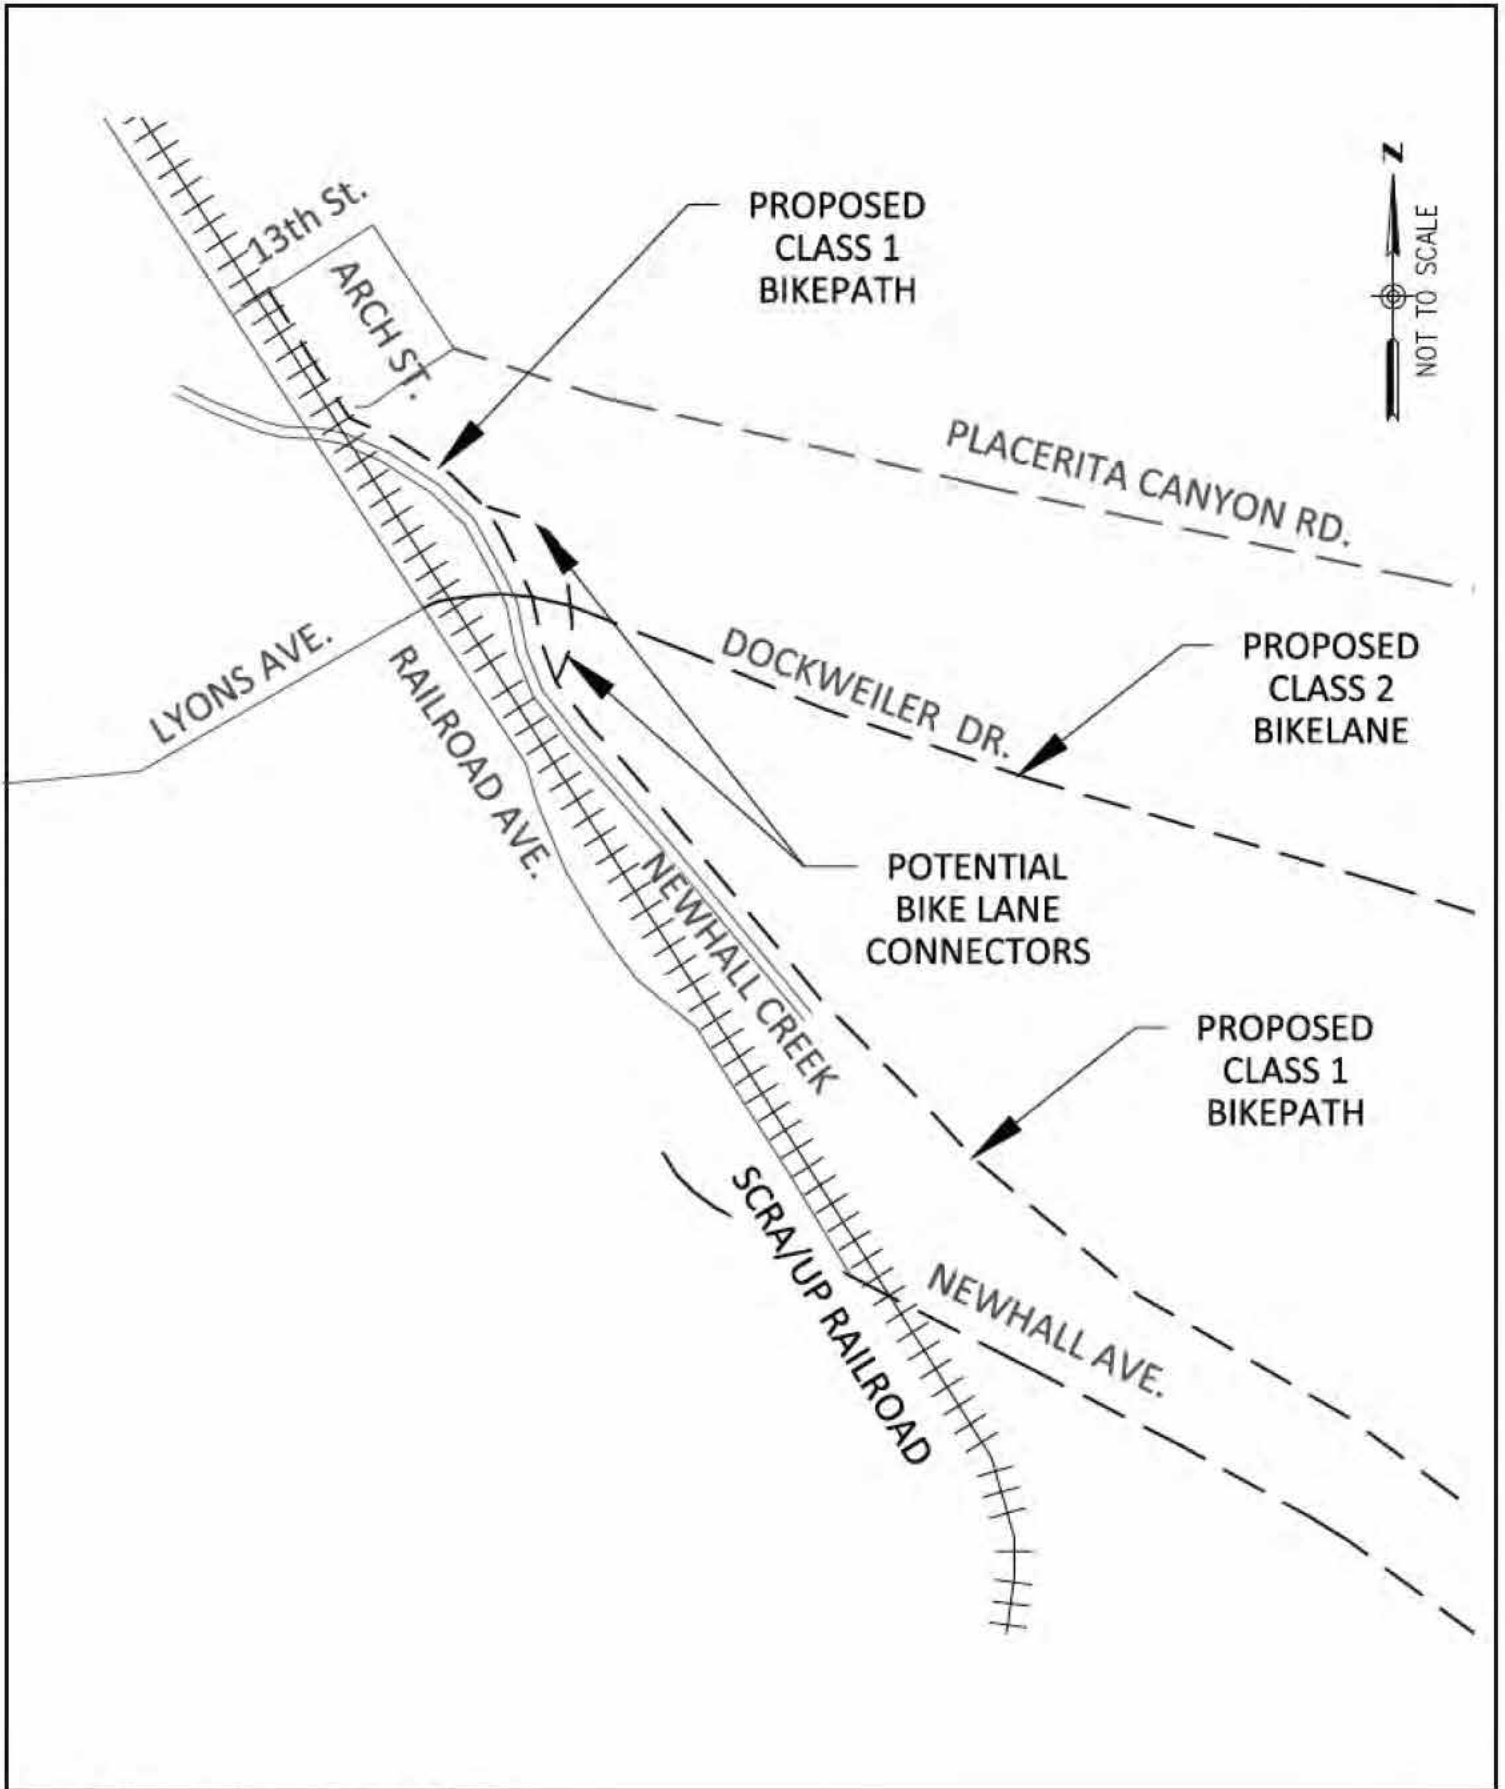 N
NOT TO SCALE
13th St.
ARCH ST.
PROPOSED
CLASS 1
BIKEPATH
PLACERITA CANYON RD.
LYONS AVE.
RAILROAD AVE.
DOCKWEILER DR.
PROPOSED
CLASS 2
BIKELANE
POTENTIAL
BIKE LANE
CONNECTORS
NEWHALL CREEK
PROPOSED
CLASS 1
BIKEPATH
SCRA/UP RAILROAD
NEWHALL AVE.